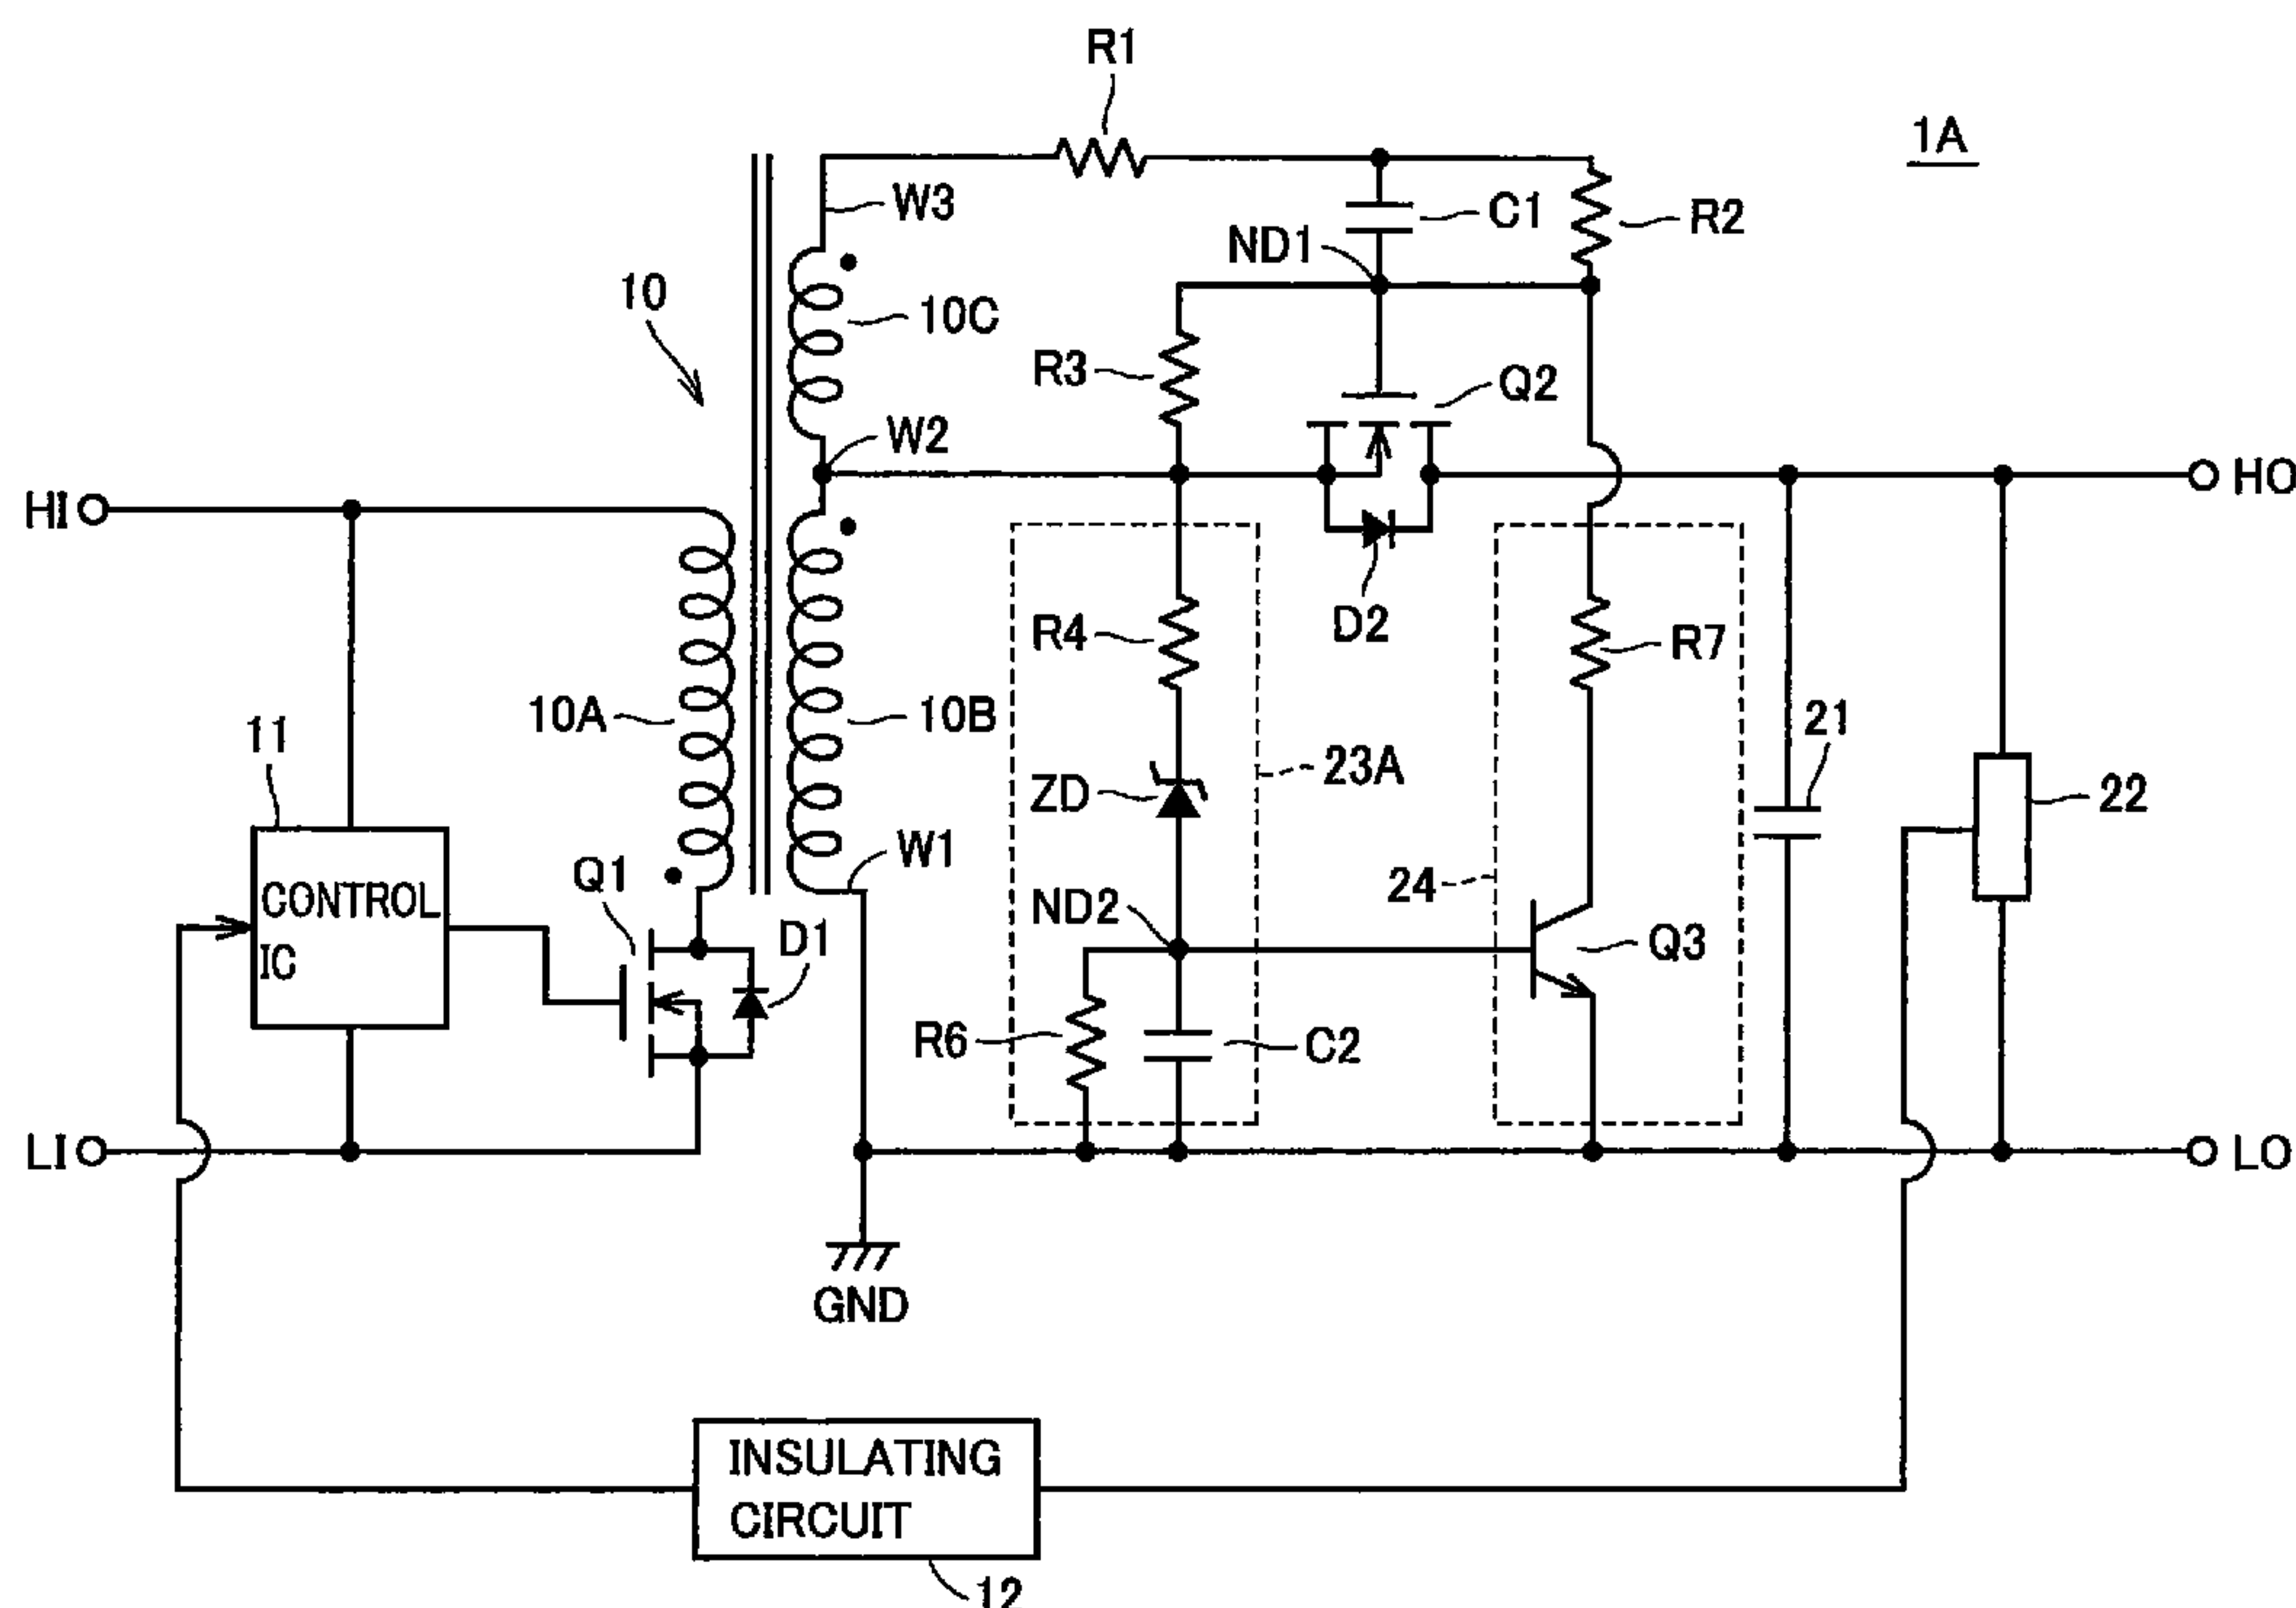 R1
1A
W3
C1
R2
ND1
10
10C
R3
Q2
W2
HI
HO
D2
R4
R7
10A
10B
11
21
23A
ZD
22
W1
Q1
24
CONTROL
IC
ND2
D1
Q3
R6
C2
LI
LO
GND
INSULATING
CIRCUIT
12